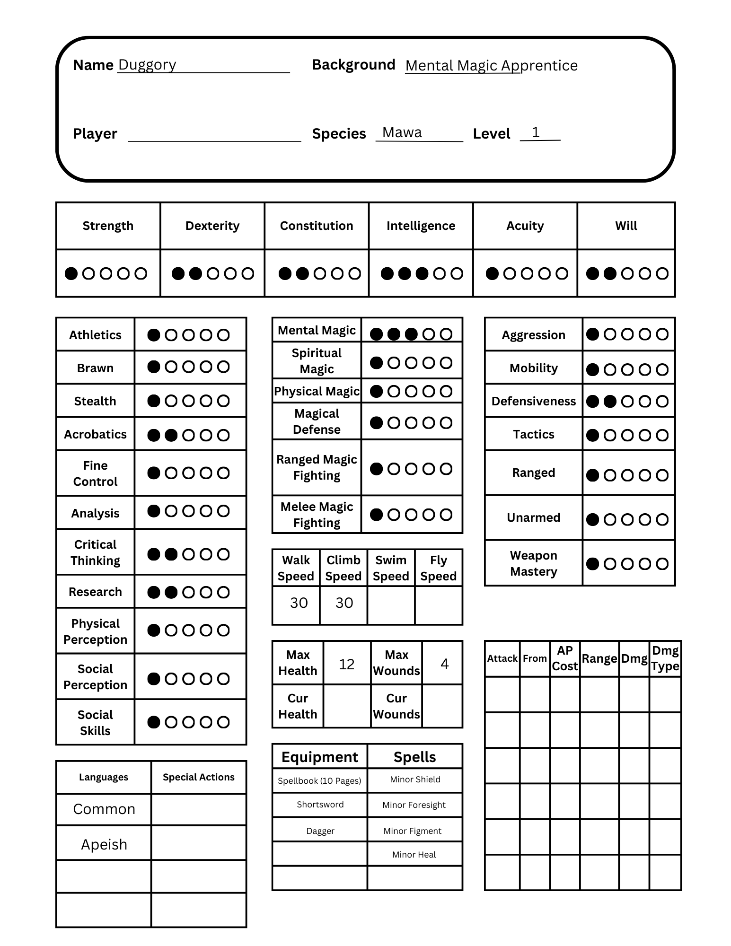 Name Duggory Background Mental Magic Apprentice
Player Species Mawa Level 1
Strength Dexterity Constitution Intelligence Acuity Will
Athletics
Brawn
Stealth
Acrobatics
Fine
Control
Analysis
Critical
Thinking
Research
Physical
Perception
Social
Perception
Social
Skills
Languages Special Actions
Common
Apeish
Mental Magic
Spiritual
Magic
Physical Magic
Magical
Defense
Ranged Magic
Fighting
Melee Magic
Fighting
Walk Climb Swim Fly
Speed Speed Speed Speed
30 30
Max Health 12 Max Wounds 4
Cur Health Cur Wounds
Equipment Spells
Spellbook (10 Pages) Minor Shield
Shortsword Minor Foresight
Dagger Minor Figment
Minor Heal
Aggression
Mobility
Defensiveness
Tactics
Ranged
Unarmed
Weapon
Mastery
Attack From AP Cost Range Dmg Dmg Type